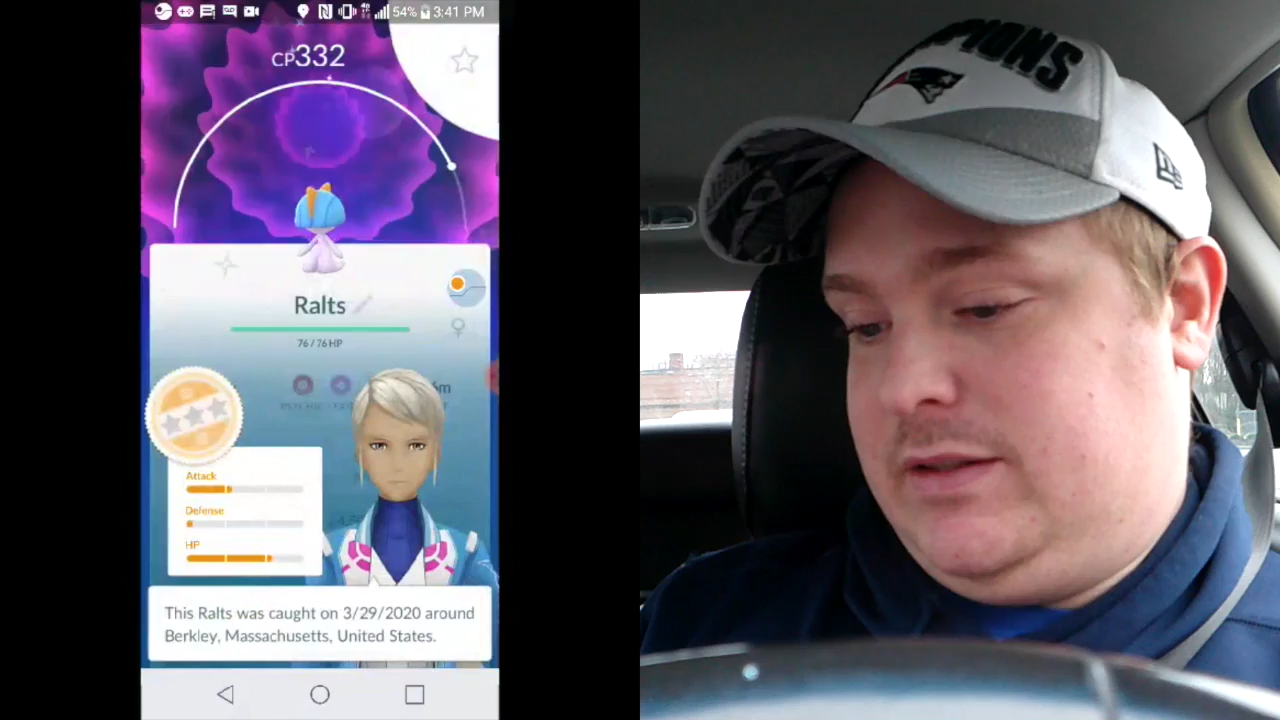 54% 3:41 PM
CP332
Ralts
76 / 76 HP
Attack
Defense
HP
This Ralts was caught on 3/29/2020 around
Berkley, Massachusetts, United States.
PIONS